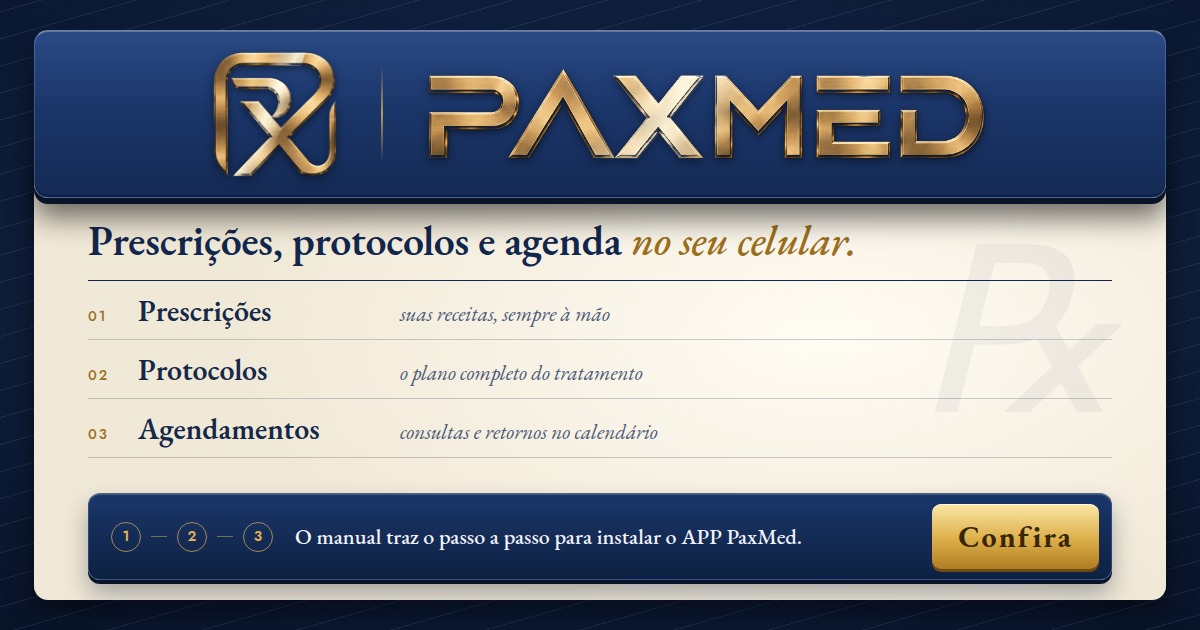 PAXMED
Prescrições, protocolos e agenda no seu celular.
01 Prescrições suas receitas, sempre à mão
02 Protocolos o plano completo do tratamento
03 Agendamentos consultas e retornos no calendário
1 — 2 — 3 O manual traz o passo a passo para instalar o APP PaxMed. Confira